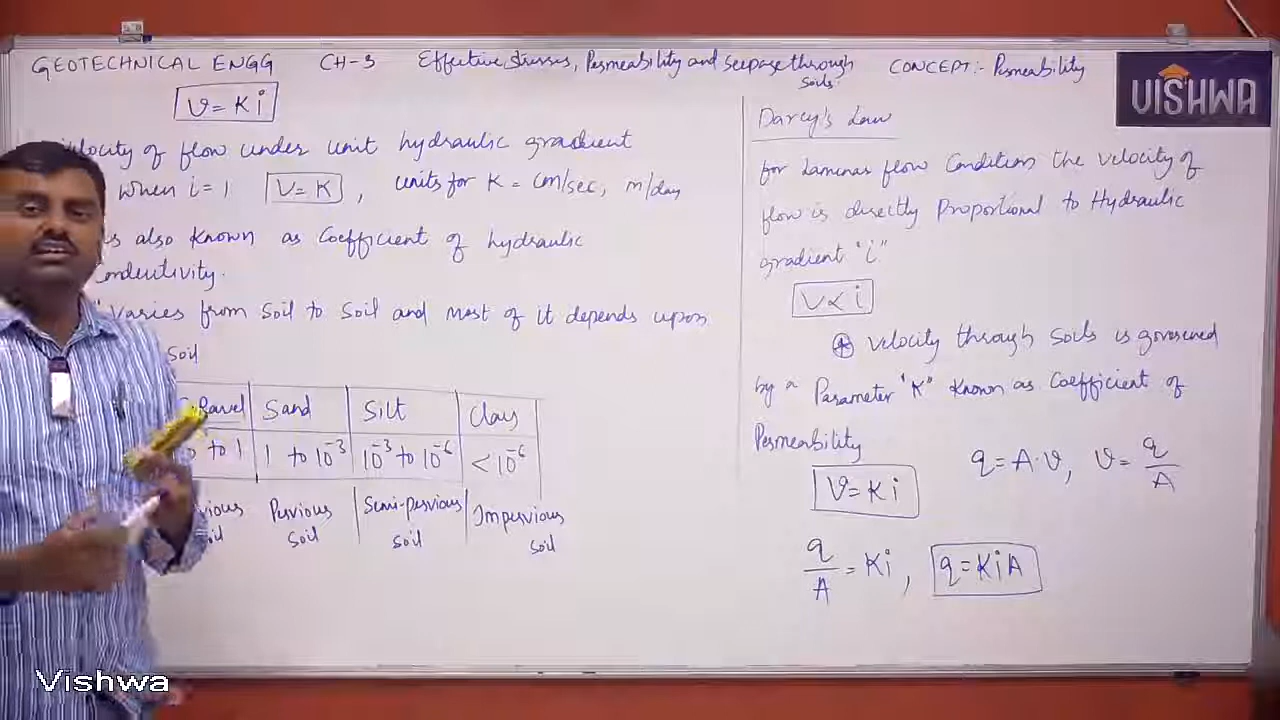 GEOTECHNICAL ENGG CH-3 Effective stresses, Permeability and seepage through soils. CONCEPT:- Permeability
VISHWA
v = Ki
Velocity of flow under unit hydraulic gradient
when i = 1 V = K , units for K = cm/sec, m/day
is also known as Coefficient of hydraulic
Conductivity.
Varies from Soil to Soil and most of it depends upon
Soil
Gravel Sand Silt Clay
to 1 1 to 10⁻³ 10⁻³ to 10⁻⁶ < 10⁻⁶
Pervious soil Semi-pervious soil Impervious soil
Darcy's Law
for Laminar flow Conditions the velocity of
flow is directly Proportional to Hydraulic
gradient "i"
V ∝ i
velocity through Soils is governed
by a Parameter "K" Known as Coefficient of
Permeability
q = A·v, v = q/A
v = Ki
q/A = Ki , q = KiA
Vishwa